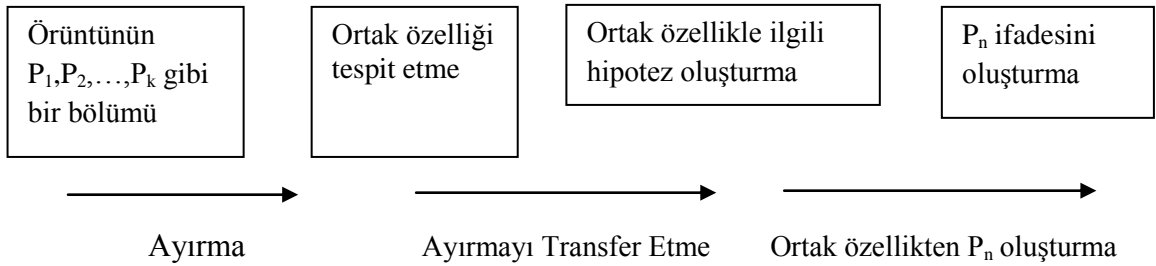 Örüntünün
P₁,P₂,…,Pₖ gibi
bir bölümü
Ortak özelliği
tespit etme
Ortak özellikle ilgili
hipotez oluşturma
Pₙ ifadesini
oluşturma
Ayırma
Ayırmayı Transfer Etme
Ortak özellikten Pₙ oluşturma